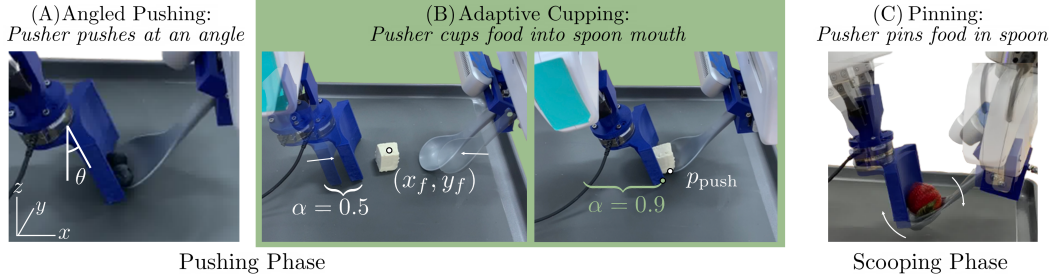 (A) Angled Pushing:
Pusher pushes at an angle
θ
z
y
x
(B) Adaptive Cupping:
Pusher cups food into spoon mouth
(x_f, y_f)
α = 0.5
p_push
α = 0.9
(C) Pinning:
Pusher pins food in spoon
Pushing Phase
Scooping Phase